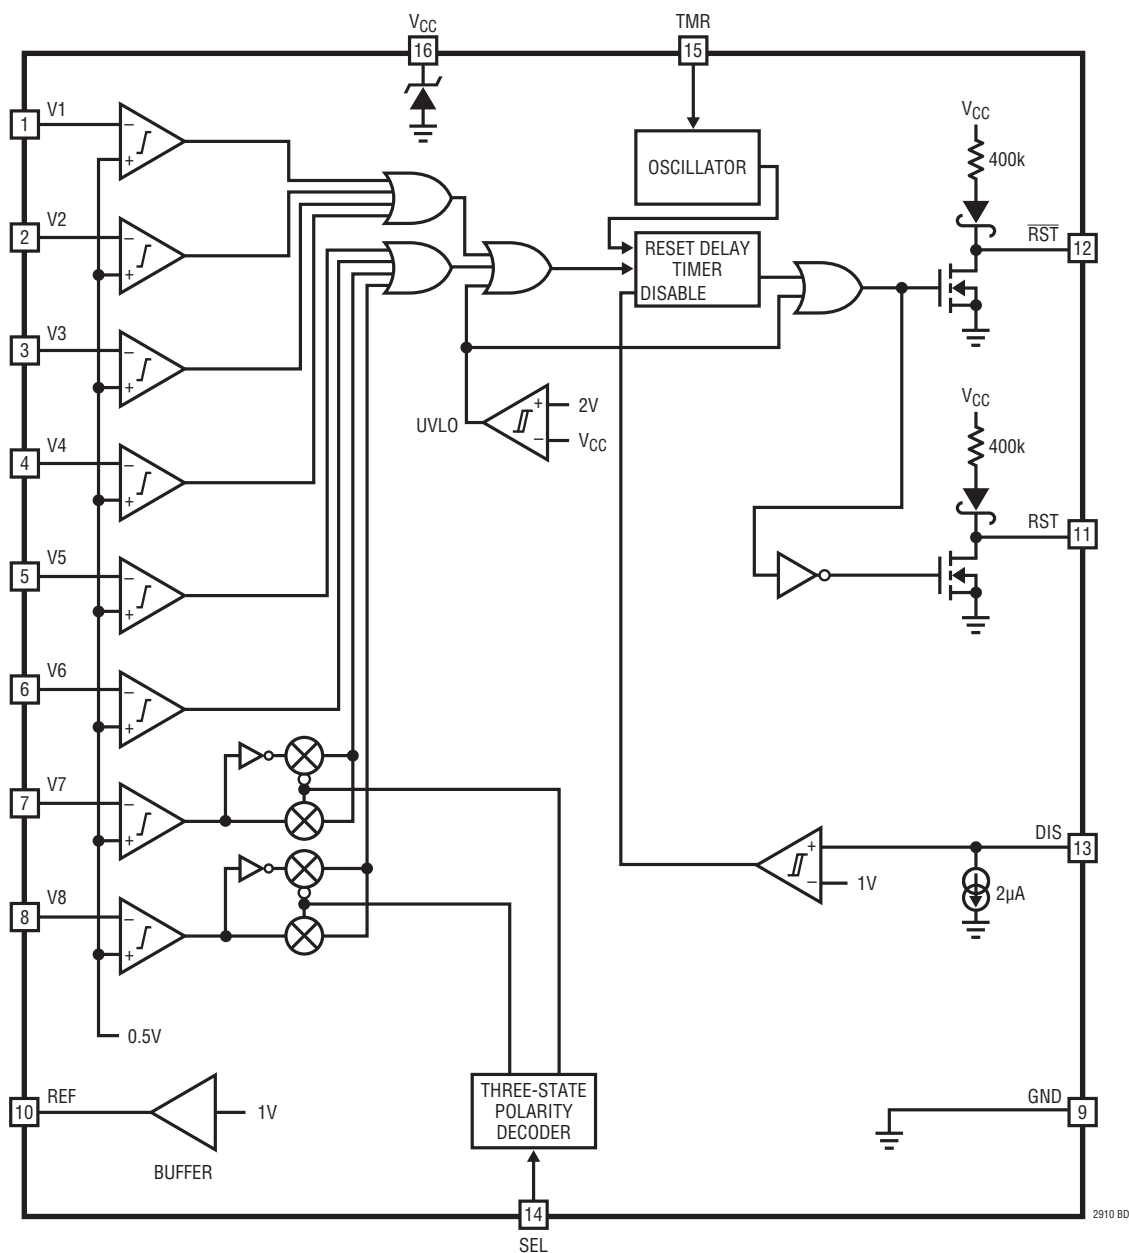 VCC
TMR
16
15
V1
1
–
+
OSCILLATOR
VCC
400k
V2
2
–
+
RESET DELAY
TIMER
DISABLE
RST
12
V3
3
–
+
UVLO
+
–
2V
VCC
VCC
400k
V4
4
–
+
RST
11
V5
5
–
+
V6
6
–
+
V7
7
–
+
DIS
13
+
–
1V
2µA
V8
8
–
+
0.5V
REF
10
1V
BUFFER
THREE-STATE
POLARITY
DECODER
GND
9
14
SEL
2910 BD